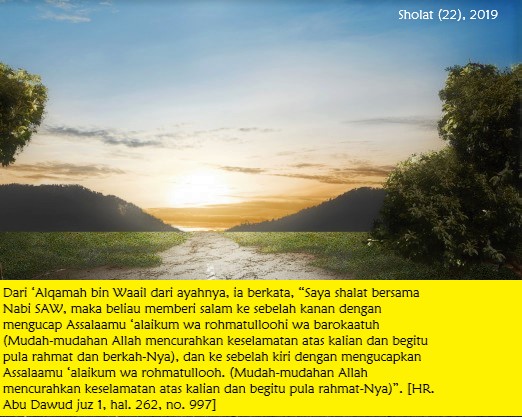 Sholat (22), 2019
Dari ‘Alqamah bin Waail dari ayahnya, ia berkata, “Saya shalat bersama
Nabi SAW, maka beliau memberi salam ke sebelah kanan dengan
mengucap Assalaamu ‘alaikum wa rohmatulloohi wa barokaatuh
(Mudah-mudahan Allah mencurahkan keselamatan atas kalian dan begitu
pula rahmat dan berkah-Nya), dan ke sebelah kiri dengan mengucapkan
Assalaamu ‘alaikum wa rohmatullooh. (Mudah-mudahan Allah
mencurahkan keselamatan atas kalian dan begitu pula rahmat-Nya)”. [HR.
Abu Dawud juz 1, hal. 262, no. 997]